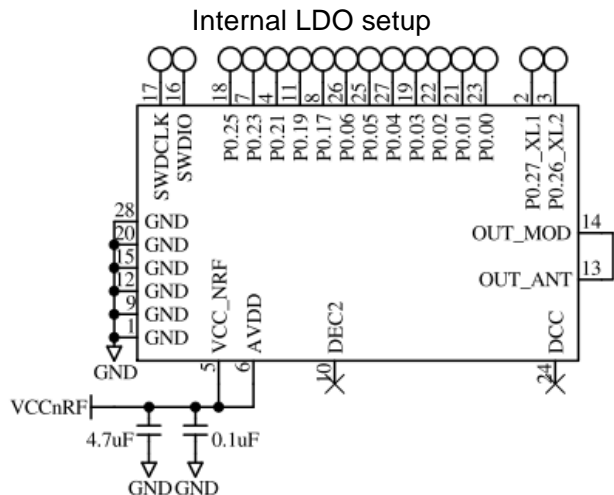 Internal LDO setup
17 16 18 7 4 11 8 26 25 27 19 22 21 23 2 3
SWDCLK SWDIO P0.25 P0.23 P0.21 P0.19 P0.17 P0.06 P0.05 P0.04 P0.03 P0.02 P0.01 P0.00 P0.27_XL1 P0.26_XL2
28 GND
20 GND
15 GND
12 GND
9 GND
1 GND
OUT_MOD 14
OUT_ANT 13
VCC_NRF AVDD DEC2 DCC
GND
5 6 10 24
VCCnRF
4.7uF 0.1uF
GND GND